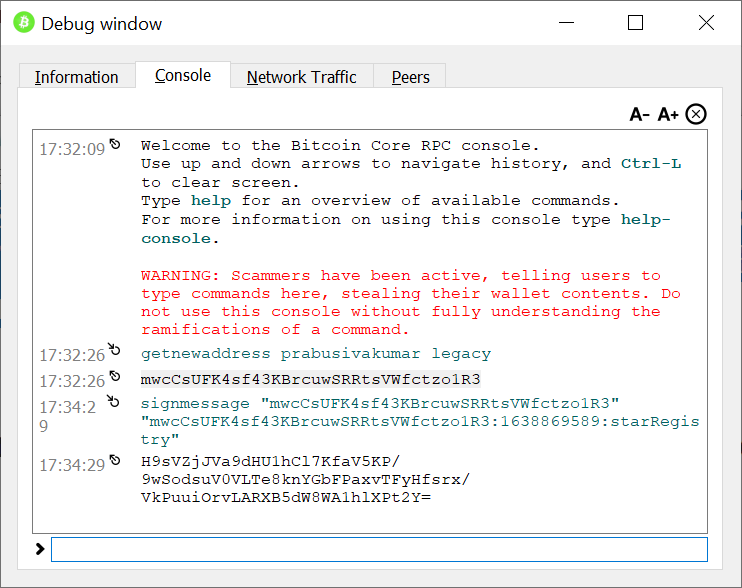 Debug window
Information Console Network Traffic Peers
A- A+
17:32:09 Welcome to the Bitcoin Core RPC console.
Use up and down arrows to navigate history, and Ctrl-L
to clear screen.
Type help for an overview of available commands.
For more information on using this console type help-
console.
WARNING: Scammers have been active, telling users to
type commands here, stealing their wallet contents. Do
not use this console without fully understanding the
ramifications of a command.
17:32:26 getnewaddress prabusivakumar legacy
17:32:26 mwcCsUFK4sf43KBrcuwSRRtsVWfctzo1R3
17:34:2 signmessage "mwcCsUFK4sf43KBrcuwSRRtsVWfctzo1R3"
9 "mwcCsUFK4sf43KBrcuwSRRtsVWfctzo1R3:1638869589:starRegis
try"
17:34:29 H9sVZjJVa9dHU1hCl7KfaV5KP/
9wSodsuV0VLTe8knYGbFPaxvTFyHfsrx/
VkPuuiOrvLARXB5dW8WA1hlXPt2Y=